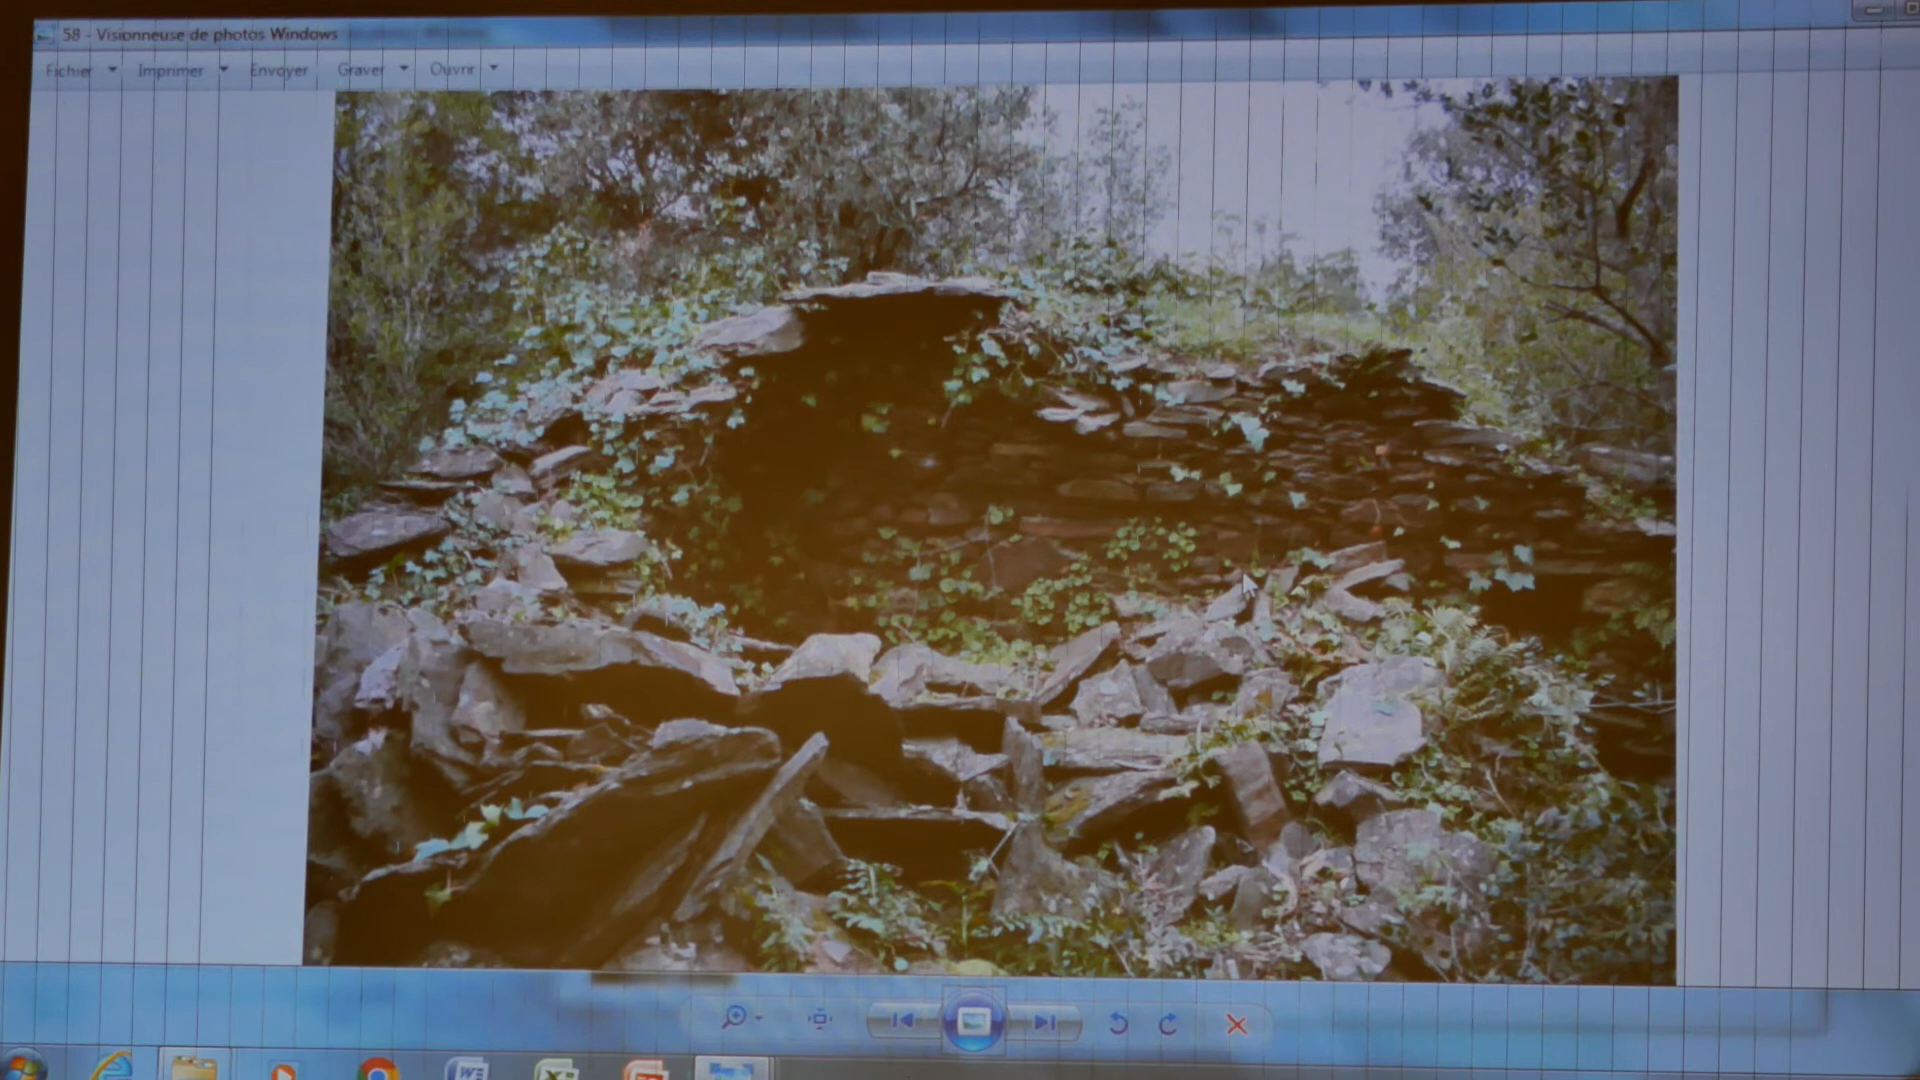 58 - Visionneuse de photos Windows
Fichier Imprimer Envoyer Graver Ouvrir